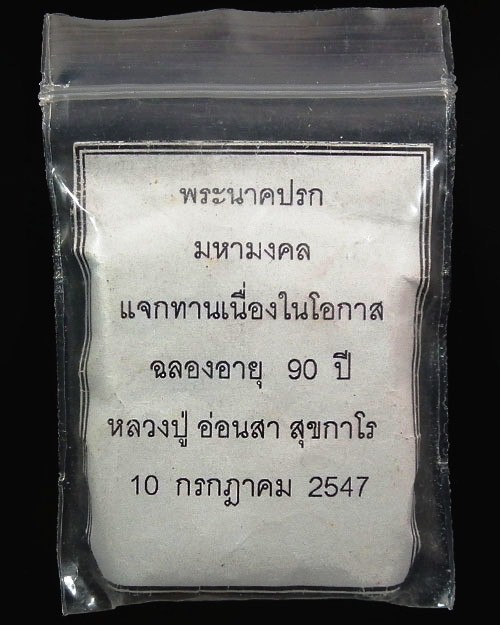 พระนาคปรก
มหามงคล
แจกทานเนื่องในโอกาส
ฉลองอายุ 90 ปี
หลวงปู่ อ่อนสา สุขกาโร
10 กรกฎาคม 2547